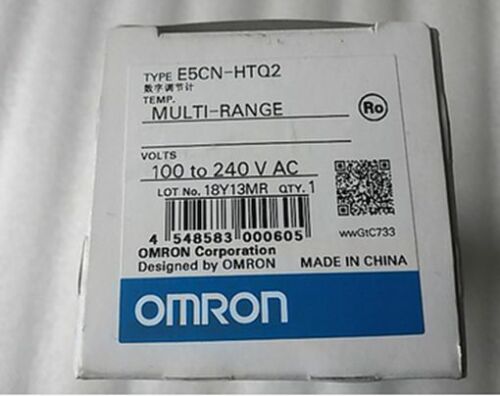 TYPE E5CN-HTQ2
数字调节计
TEMP.
MULTI-RANGE
Ro
VOLTS
100 to 240 V AC
LOT No. 18Y13MR QTY. 1
4 548583 000605
wwGtC733
OMRON Corporation
Designed by OMRON MADE IN CHINA
OMRON